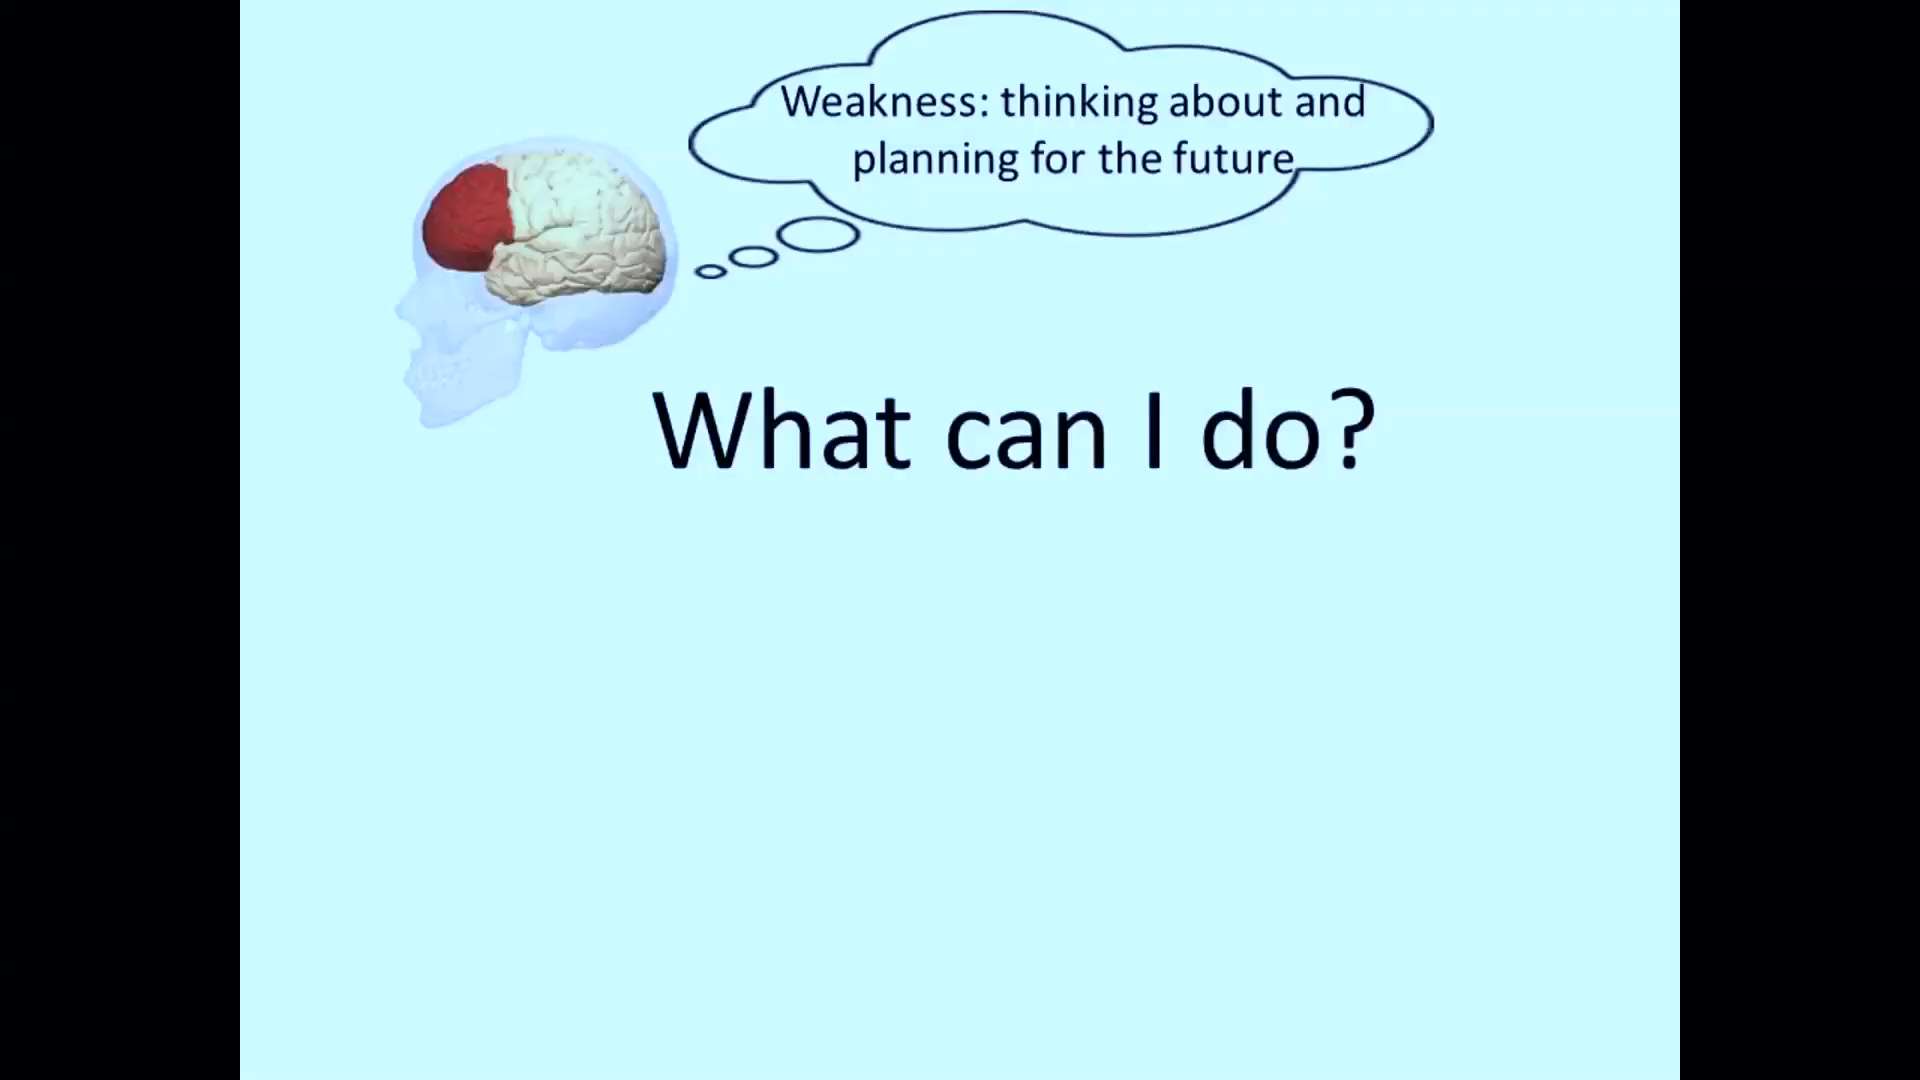 Weakness: thinking about and
planning for the future
What can I do?